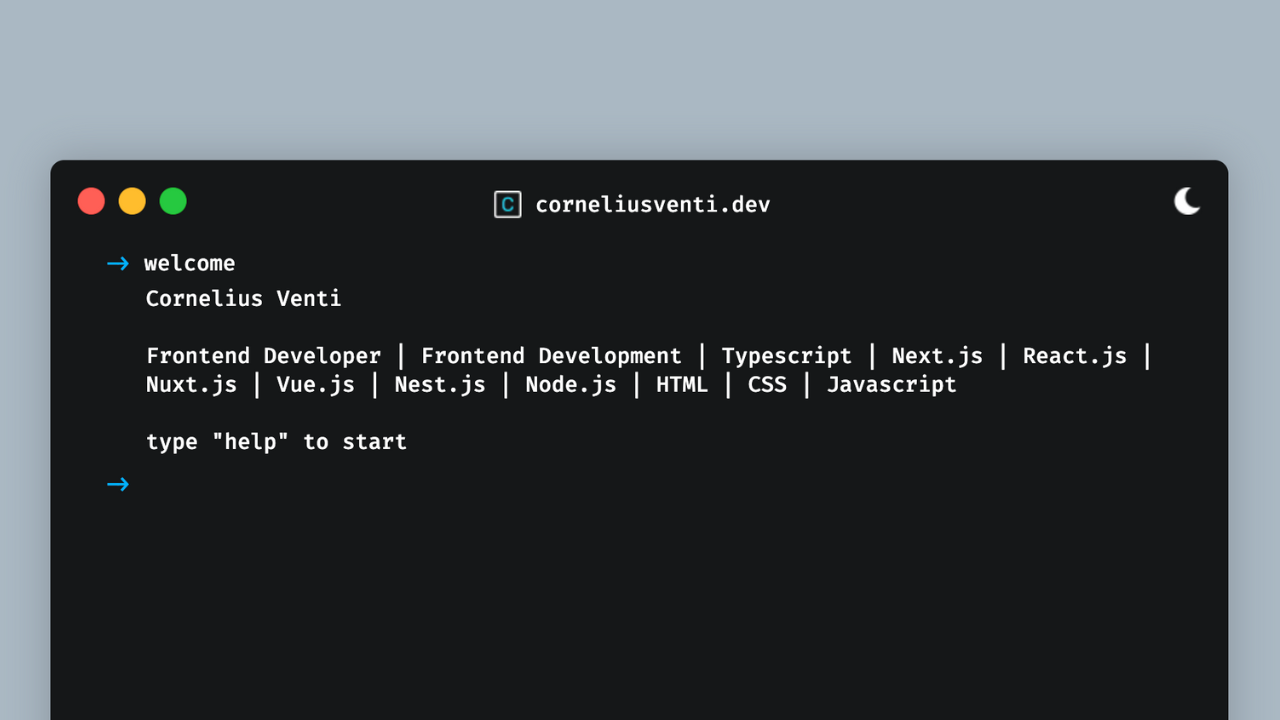 C corneliusventi.dev
→ welcome
Cornelius Venti
Frontend Developer | Frontend Development | Typescript | Next.js | React.js |
Nuxt.js | Vue.js | Nest.js | Node.js | HTML | CSS | Javascript
type "help" to start
→